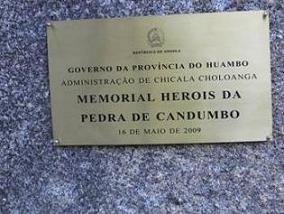 REPÚBLICA DE ANGOLA
GOVERNO DA PROVÍNCIA DO HUAMBO
ADMINISTRAÇÃO DE CHICALA CHOLOANGA
MEMORIAL HEROIS DA
PEDRA DE CANDUMBO
16 DE MAIO DE 2009